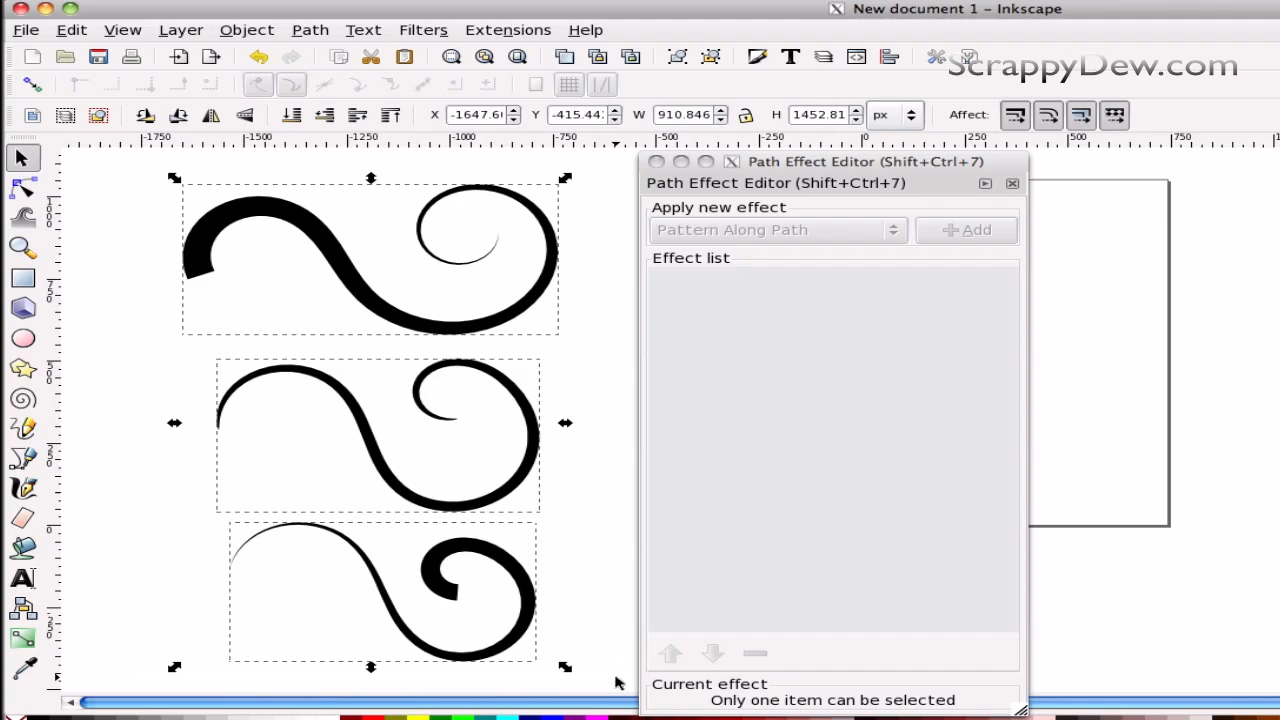 New document 1 - Inkscape
File Edit View Layer Object Path Text Filters Extensions Help
ScrappyDew.com
X -1647.6 Y -415.44 W 910.846 H 1452.81 px Affect:
-1750 -1500 -1250 -1000 -750 -500 -250 0 250 500 750
Path Effect Editor (Shift+Ctrl+7)
Path Effect Editor (Shift+Ctrl+7)
Apply new effect
Pattern Along Path Add
Effect list
Current effect
Only one item can be selected